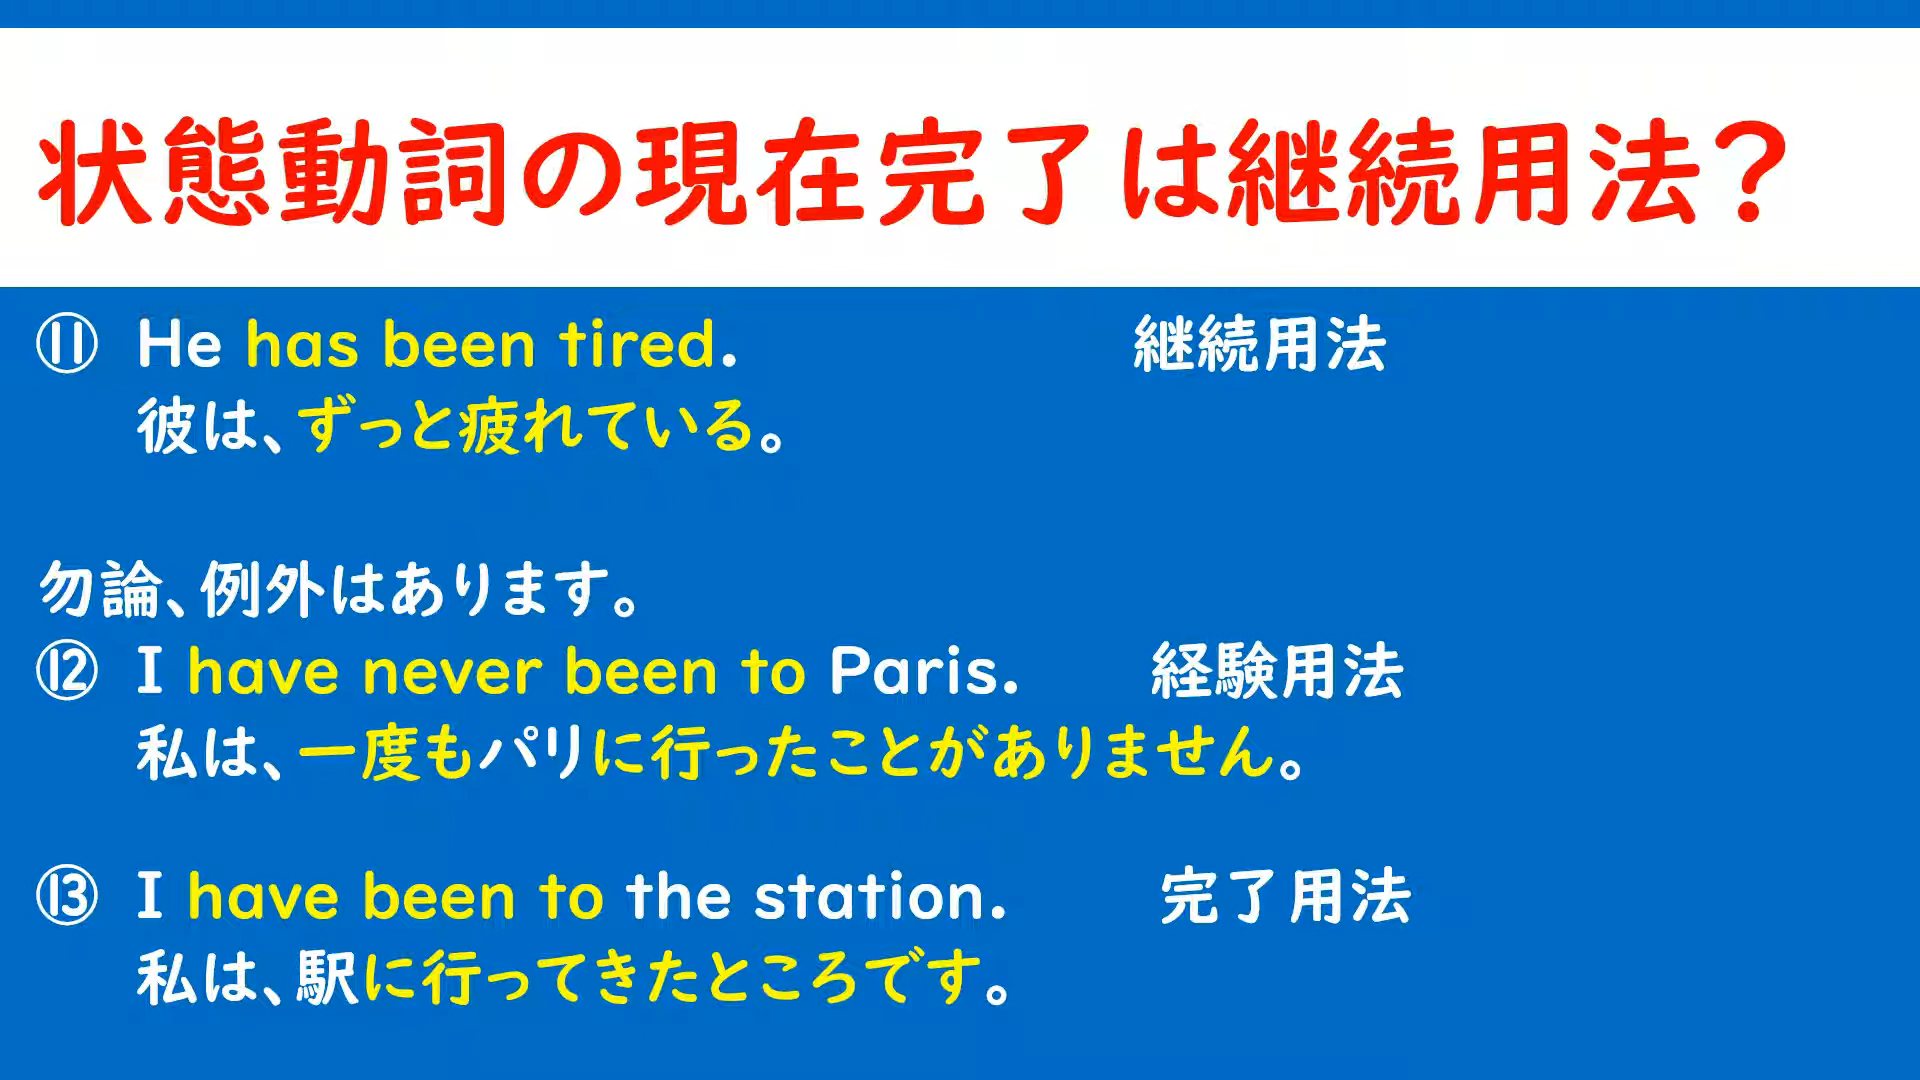 状態動詞の現在完了は継続用法？
⑪ He has been tired. 継続用法
彼は、ずっと疲れている。
勿論、例外はあります。
⑫ I have never been to Paris. 経験用法
私は、一度もパリに行ったことがありません。
⑬ I have been to the station. 完了用法
私は、駅に行ってきたところです。